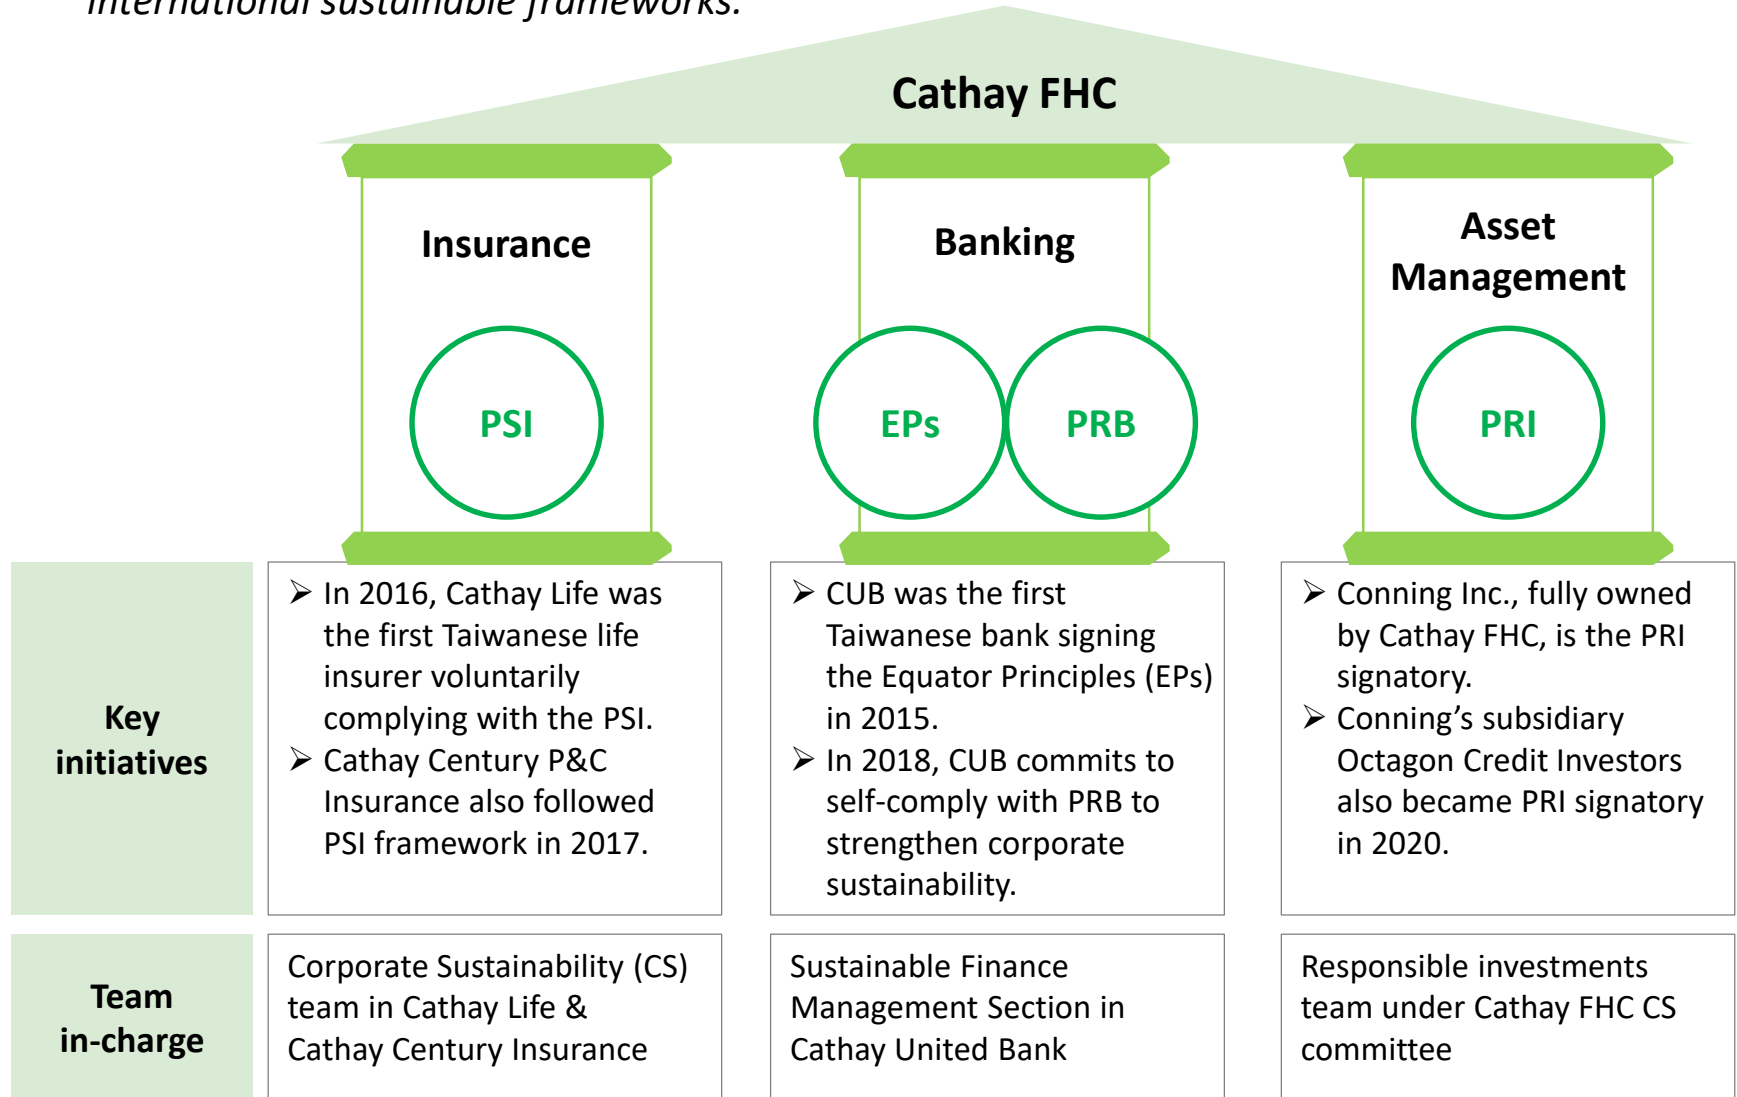 international sustainable frameworks.
Cathay FHC
Insurance
Banking
Asset
Management
PSI
EPs
PRB
PRI
Key
initiatives
➢ In 2016, Cathay Life was
the first Taiwanese life
insurer voluntarily
complying with the PSI.
➢ Cathay Century P&C
Insurance also followed
PSI framework in 2017.
➢ CUB was the first
Taiwanese bank signing
the Equator Principles (EPs)
in 2015.
➢ In 2018, CUB commits to
self-comply with PRB to
strengthen corporate
sustainability.
➢ Conning Inc., fully owned
by Cathay FHC, is the PRI
signatory.
➢ Conning’s subsidiary
Octagon Credit Investors
also became PRI signatory
in 2020.
Team
in-charge
Corporate Sustainability (CS)
team in Cathay Life &
Cathay Century Insurance
Sustainable Finance
Management Section in
Cathay United Bank
Responsible investments
team under Cathay FHC CS
committee